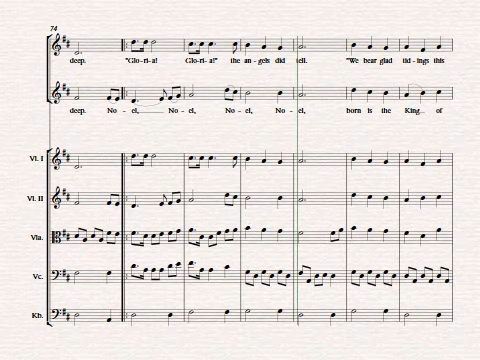 74
deep. "Glo-ri-a! Glo-ri-a!" the an-gels did tell. "We bear glad tid-ings this
deep. No-el, No-el, No-el, No-el, born is the King of
Vl. I
Vl. II
Vla.
Vc.
Kb.